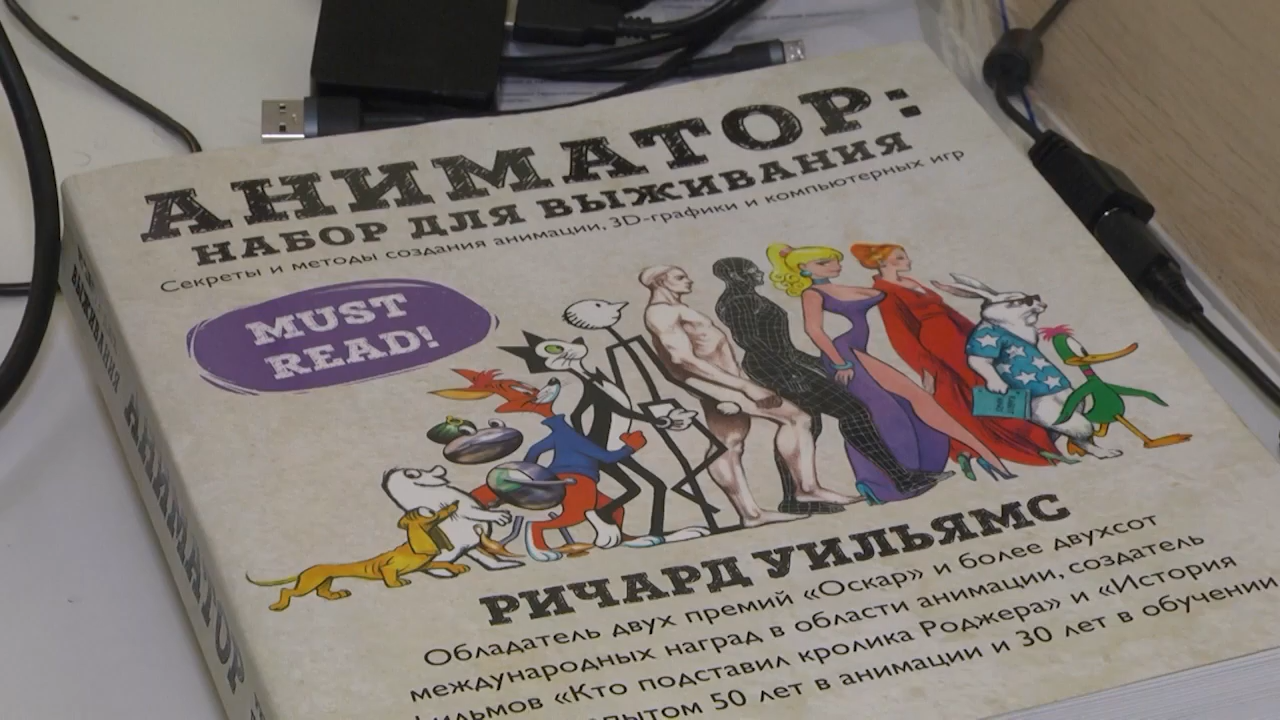 АНИМАТОР:
НАБОР ДЛЯ ВЫЖИВАНИЯ
Секреты и методы создания анимации, 3D-графики и компьютерных игр
MUST
READ!
РИЧАРД УИЛЬЯМС
Обладатель двух премий «Оскар» и более двухсот
международных наград в области анимации, создатель
фильмов «Кто подставил кролика Роджера» и «История
опытом 50 лет в анимации и 30 лет в обучении
ВЫЖИВАНИЯ
АНИМАТОР